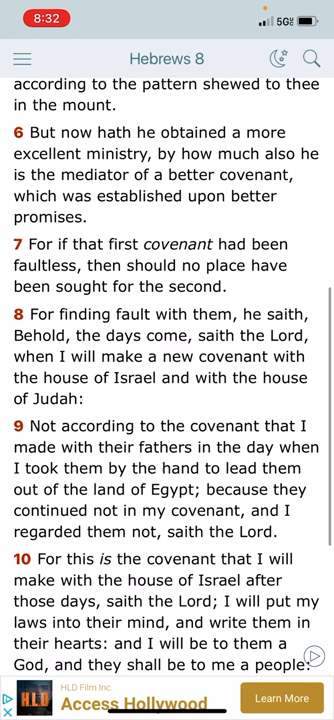 8:32
5G
Hebrews 8
according to the pattern shewed to thee
in the mount.
6 But now hath he obtained a more
excellent ministry, by how much also he
is the mediator of a better covenant,
which was established upon better
promises.
7 For if that first covenant had been
faultless, then should no place have
been sought for the second.
8 For finding fault with them, he saith,
Behold, the days come, saith the Lord,
when I will make a new covenant with
the house of Israel and with the house
of Judah:
9 Not according to the covenant that I
made with their fathers in the day when
I took them by the hand to lead them
out of the land of Egypt; because they
continued not in my covenant, and I
regarded them not, saith the Lord.
10 For this is the covenant that I will
make with the house of Israel after
those days, saith the Lord; I will put my
laws into their mind, and write them in
their hearts: and I will be to them a
God, and they shall be to me a people:
HLD
HLD Film Inc.
Access Hollywood
Learn More